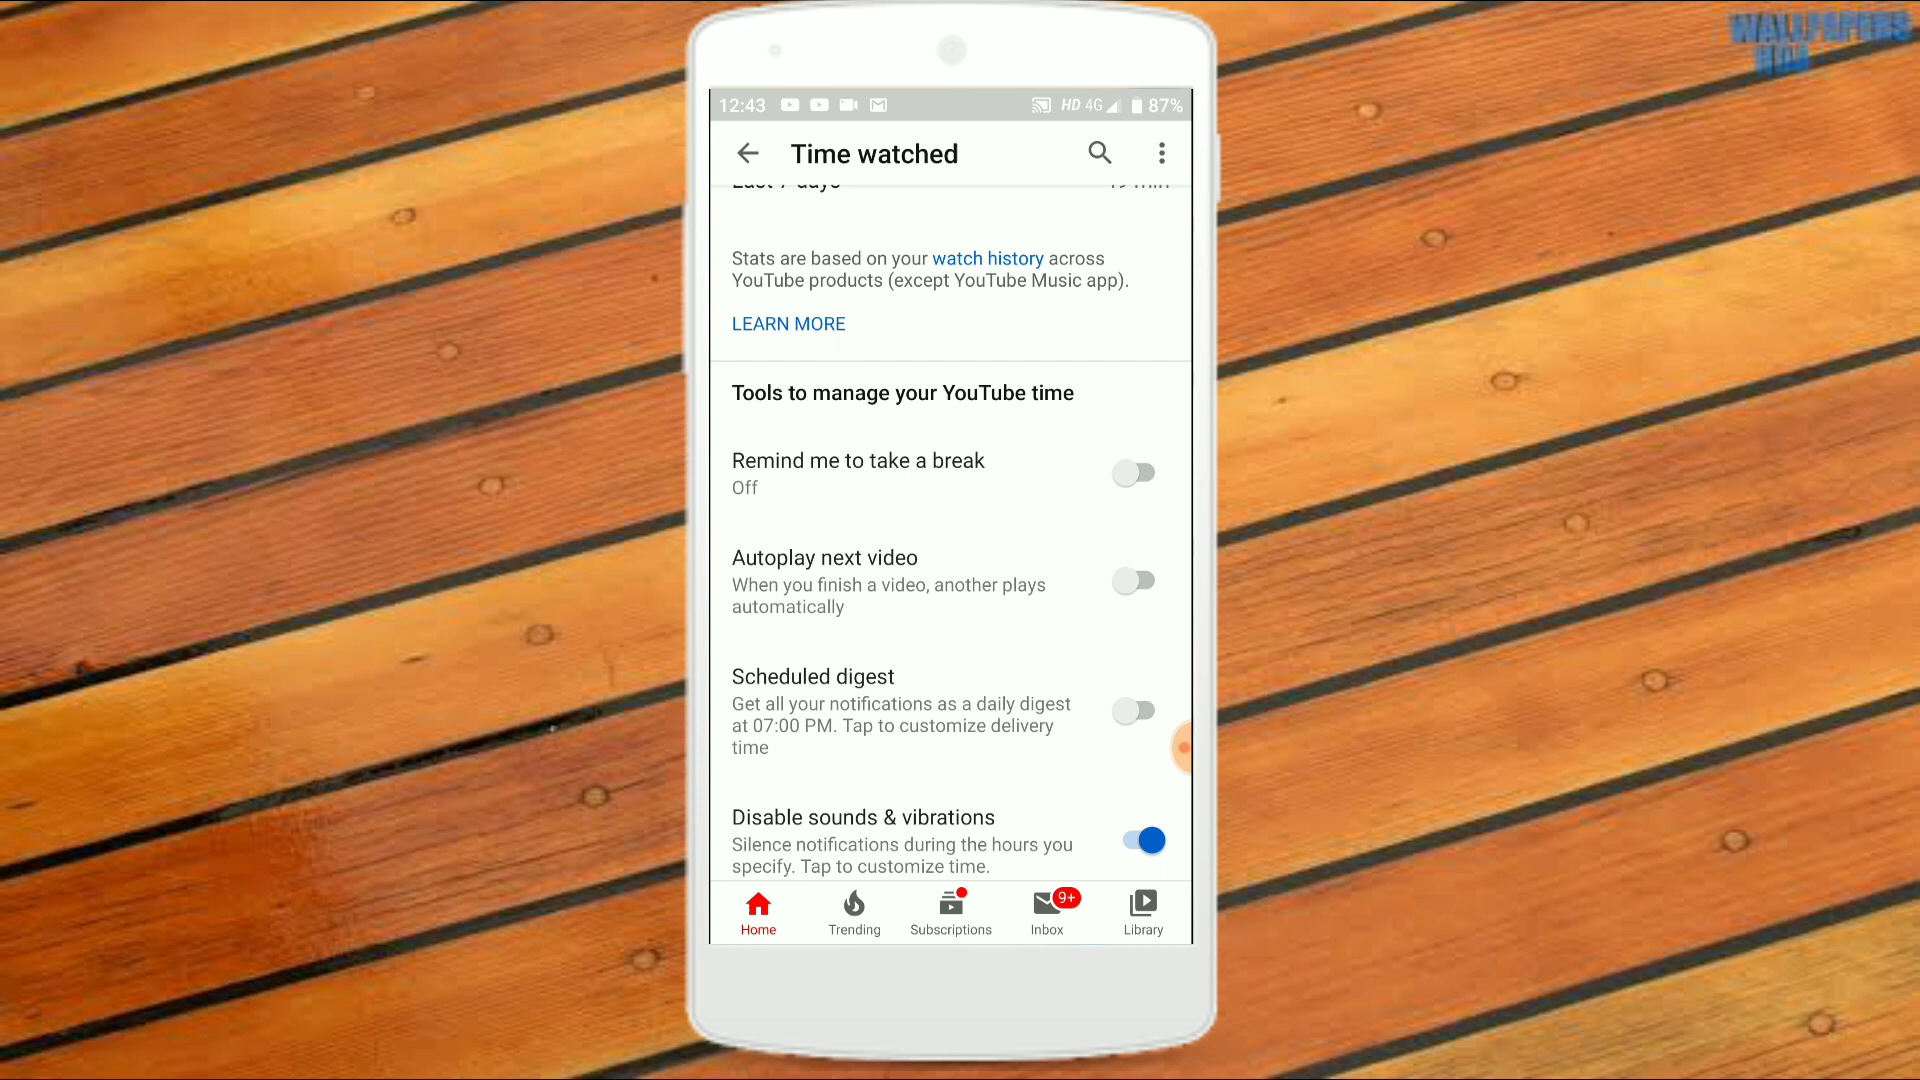 WALLPAPERS
12:43
HD 4G 87%
Time watched
Last 7 days
19 min
Stats are based on your watch history across
YouTube products (except YouTube Music app).
LEARN MORE
Tools to manage your YouTube time
Remind me to take a break
Off
Autoplay next video
When you finish a video, another plays
automatically
Scheduled digest
Get all your notifications as a daily digest
at 07:00 PM. Tap to customize delivery
time
Disable sounds & vibrations
Silence notifications during the hours you
specify. Tap to customize time.
9+
Home
Trending
Subscriptions
Inbox
Library